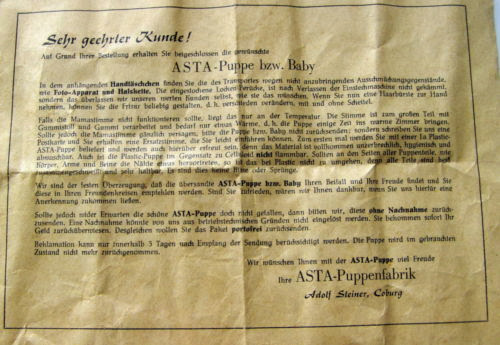 Sehr geehrter Kunde!
Auf Grund Ihrer Bestellung erhalten Sie beigeschlossen die gewünschte
ASTA-Puppe bzw. Baby
In dem anhängenden Handtäschchen finden Sie die des Transportes wegen nicht anzubringenden Ausschmückungsgegenstände,
wie Foto-Apparat und Halskette. Die eingeschlossene Locken-Perücke, ist nach Verlassen der Einzieh­maschine nicht gekämmt,
sondern das überlassen wir unseren werten Kunden selbst, wie sie das wünschen. Wenn Sie nun eine Haarbürste zur Hand
nehmen, können Sie die Frisur beliebig gestalten, d. h. verschieden verändern, mit und ohne Scheitel.
Falls die Mamastimme nicht funktionieren sollte, liegt das nur an der Temperatur. Die Stimme ist zum großen Teil mit
Gummistoff und Gummi verarbeitet und bedarf nur etwas Wärme, d. h. die Puppe einige Zeit ins warme Zimmer bringen.
Sollte jedoch die Mamastimme gänzlich versagen, bitte die Puppe bzw. Baby nicht zurücksenden; sondern schreiben Sie uns eine
Postkarte und Sie erhalten eine Ersatzstimme, die Sie leicht einführen können. Zum ersten mal werden Sie mit einer Ia Plastic-
ASTA-Puppe beliefert und werden auch hierüber erfreut sein, denn das Material ist vollkommen unzerbrechlich, hygienisch und
abwaschbar. Auch ist die Plastic-Puppe im Gegensatz zu Celluloid nicht flammbar. Sollten an den Seiten aller Puppenteile, wie
Körper, Arme und Beine die Nähte etwas hervortreten, so ist das bei Plastic nicht zu umgehen, denn alle Teile sind heiß
und sehr haltbar. Es sind dies keine Risse oder Sprünge.
Wir sind der festen Überzeugung, daß die übersandte ASTA-Puppe bzw. Baby Ihren Beifall und Ihre Freude findet und Sie
diese in Ihren Freundeskreisen empfehlen werden. Sind Sie zufrieden, wären wir Ihnen dankbar, wenn Sie uns hierfür eine
Anerkennung zukommen ließen.
Sollte jedoch wider Erwarten die schöne ASTA-Puppe doch nicht gefallen, dann bitten wir, diese ohne Nachnahme zurück-
zusenden. Eine Nachnahme könnte von uns aus betriebstechnischen Gründen nicht eingelöst werden. Sie bekommen sofort Ihr
Geld zurücküberwiesen. Desgleichen wollen Sie das Paket portofrei zurücksenden.
Reklamation kann nur innerhalb 3 Tagen nach Empfang der Sendung berücksichtigt werden. Die Puppe wird im gebrauchten
Zustand nicht mehr zurückgenommen.
Wir wünschen Ihnen mit der ASTA-Puppe viel Freude
Ihre ASTA-Puppenfabrik
Adolf Steiner, Coburg